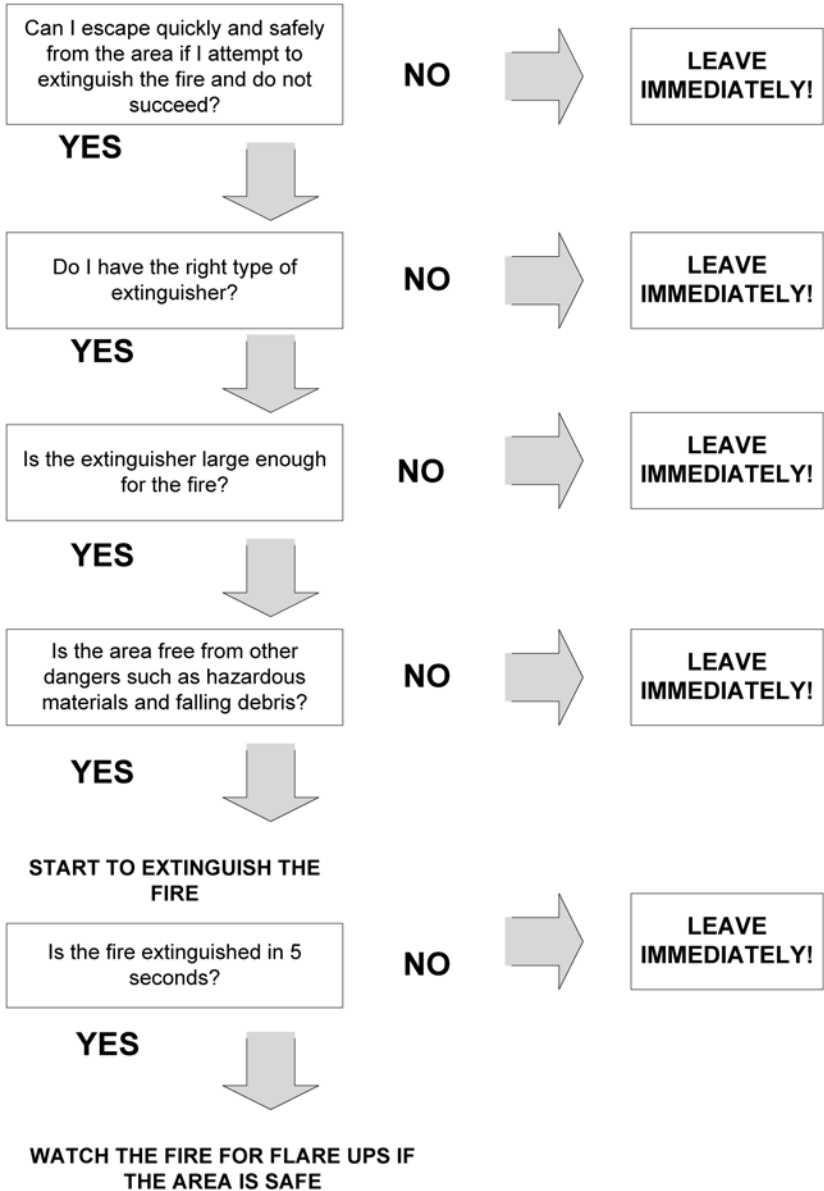 Can I escape quickly and safely
from the area if I attempt to
extinguish the fire and do not
succeed?
NO
LEAVE
IMMEDIATELY!
YES
Do I have the right type of
extinguisher?
NO
LEAVE
IMMEDIATELY!
YES
Is the extinguisher large enough
for the fire?
NO
LEAVE
IMMEDIATELY!
YES
Is the area free from other
dangers such as hazardous
materials and falling debris?
NO
LEAVE
IMMEDIATELY!
YES
START TO EXTINGUISH THE
FIRE
Is the fire extinguished in 5
seconds?
NO
LEAVE
IMMEDIATELY!
YES
WATCH THE FIRE FOR FLARE UPS IF
THE AREA IS SAFE